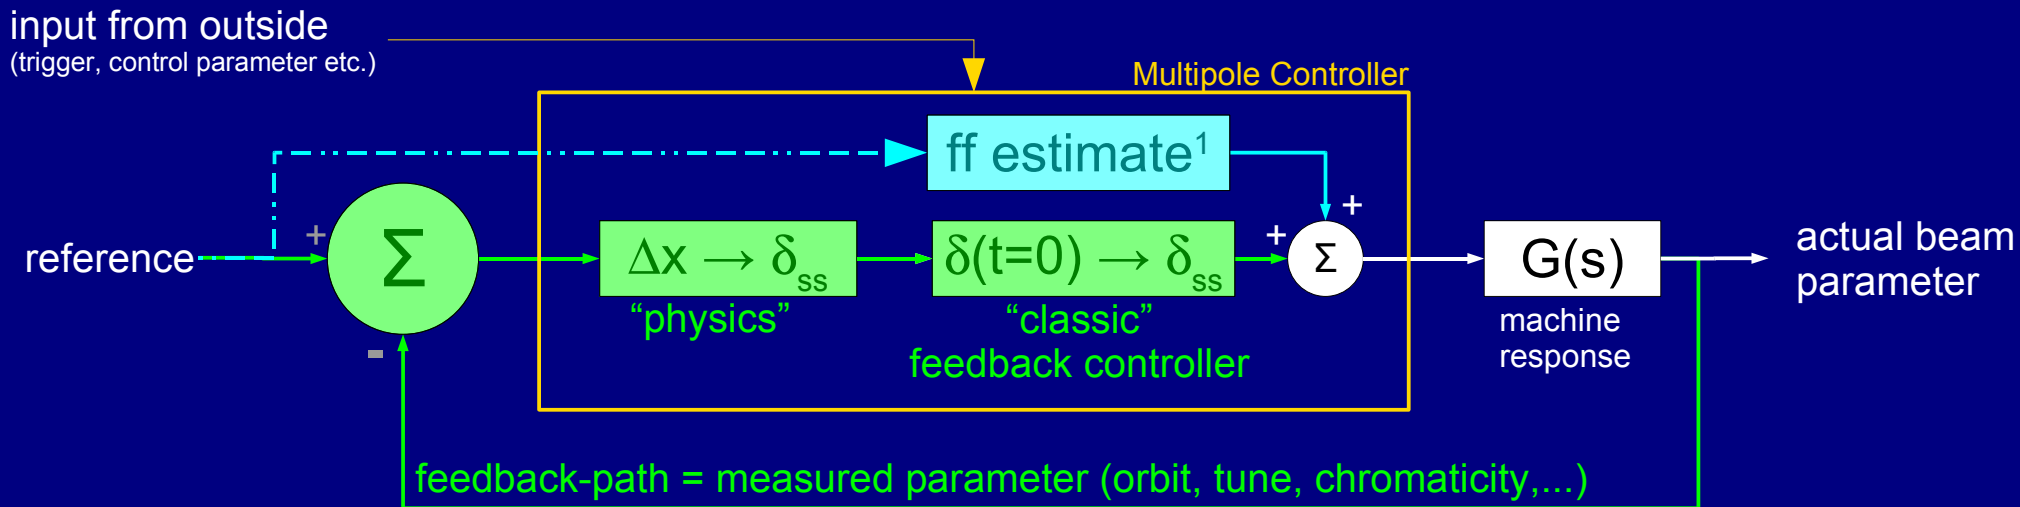 input from outside
(trigger, control parameter etc.)
Multipole Controller
ff estimate¹
+
reference
+
Σ
-
Δx → δss
"physics"
δ(t=0) → δss
"classic"
feedback controller
+
Σ
G(s)
machine
response
actual beam
parameter
feedback-path = measured parameter (orbit, tune, chromaticity,...)